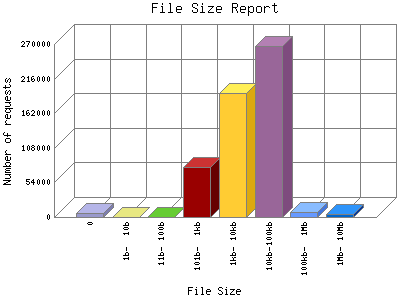 File Size Report
Number of requests
270000
216000
162000
108000
54000
0
0
1b- 10b
11b- 100b
101b- 1kb
1kb- 10kb
10kb-100kb
100kb- 1Mb
1Mb- 10Mb
File Size